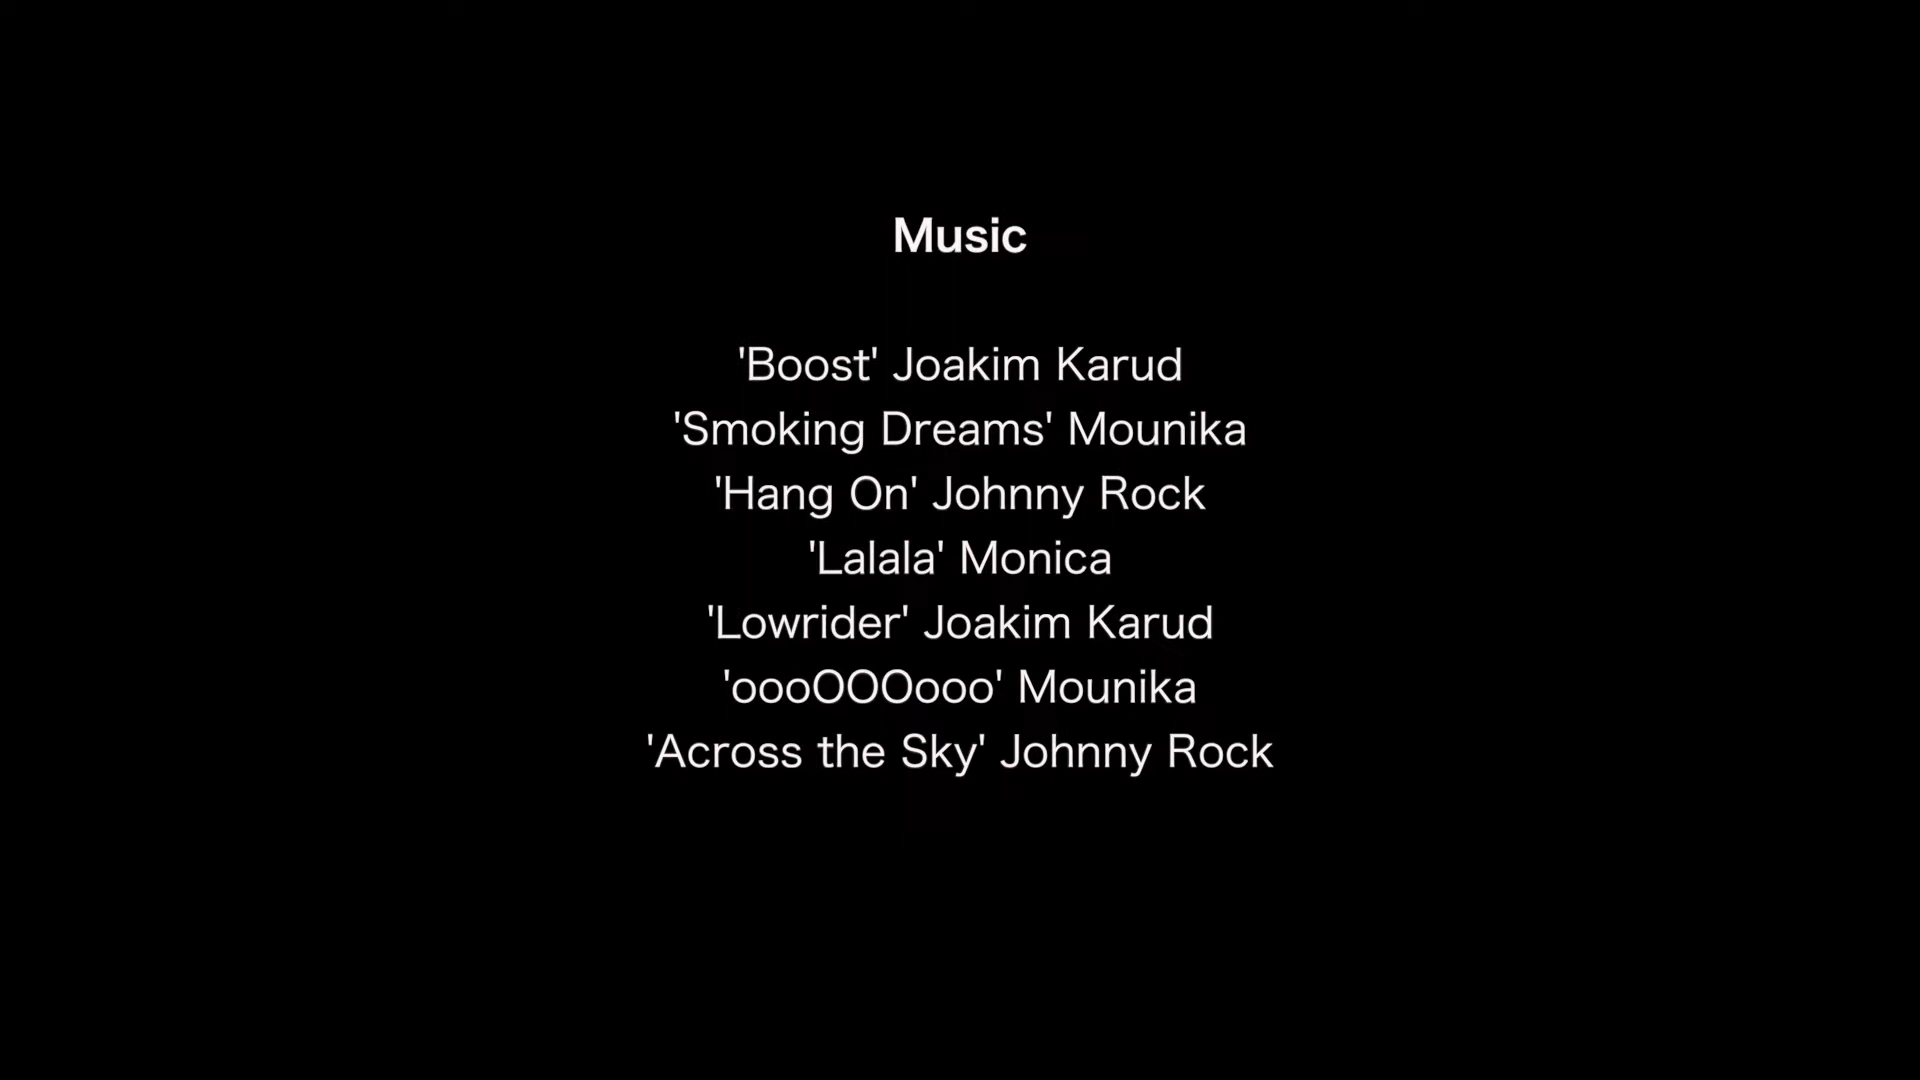 Music
'Boost' Joakim Karud
'Smoking Dreams' Mounika
'Hang On' Johnny Rock
'Lalala' Monica
'Lowrider' Joakim Karud
'oooOOOooo' Mounika
'Across the Sky' Johnny Rock